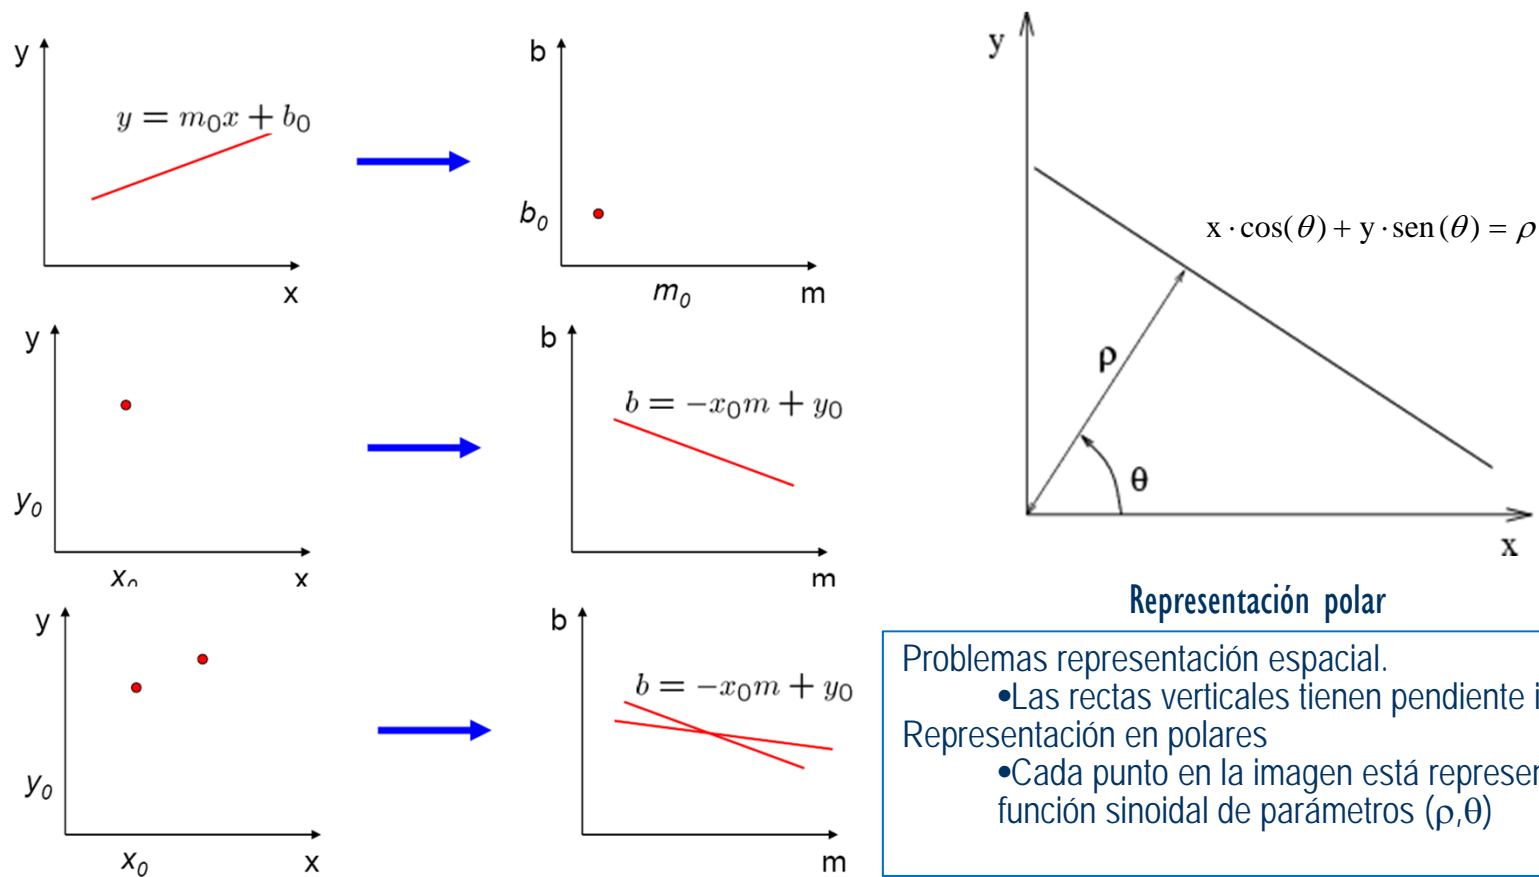 y
y = m₀x + b₀
x
b
b₀
m₀
m
y
y₀
x₀
x
b
b = −x₀m + y₀
m
y
y₀
x₀
x
b
b = −x₀m + y₀
m
y
x · cos(θ) + y · sen(θ) = ρ
ρ
θ
x
Representación polar
Problemas representación espacial.
•Las rectas verticales tienen pendiente
Representación en polares
•Cada punto en la imagen está
función sinoidal de parámetros (ρ,θ)